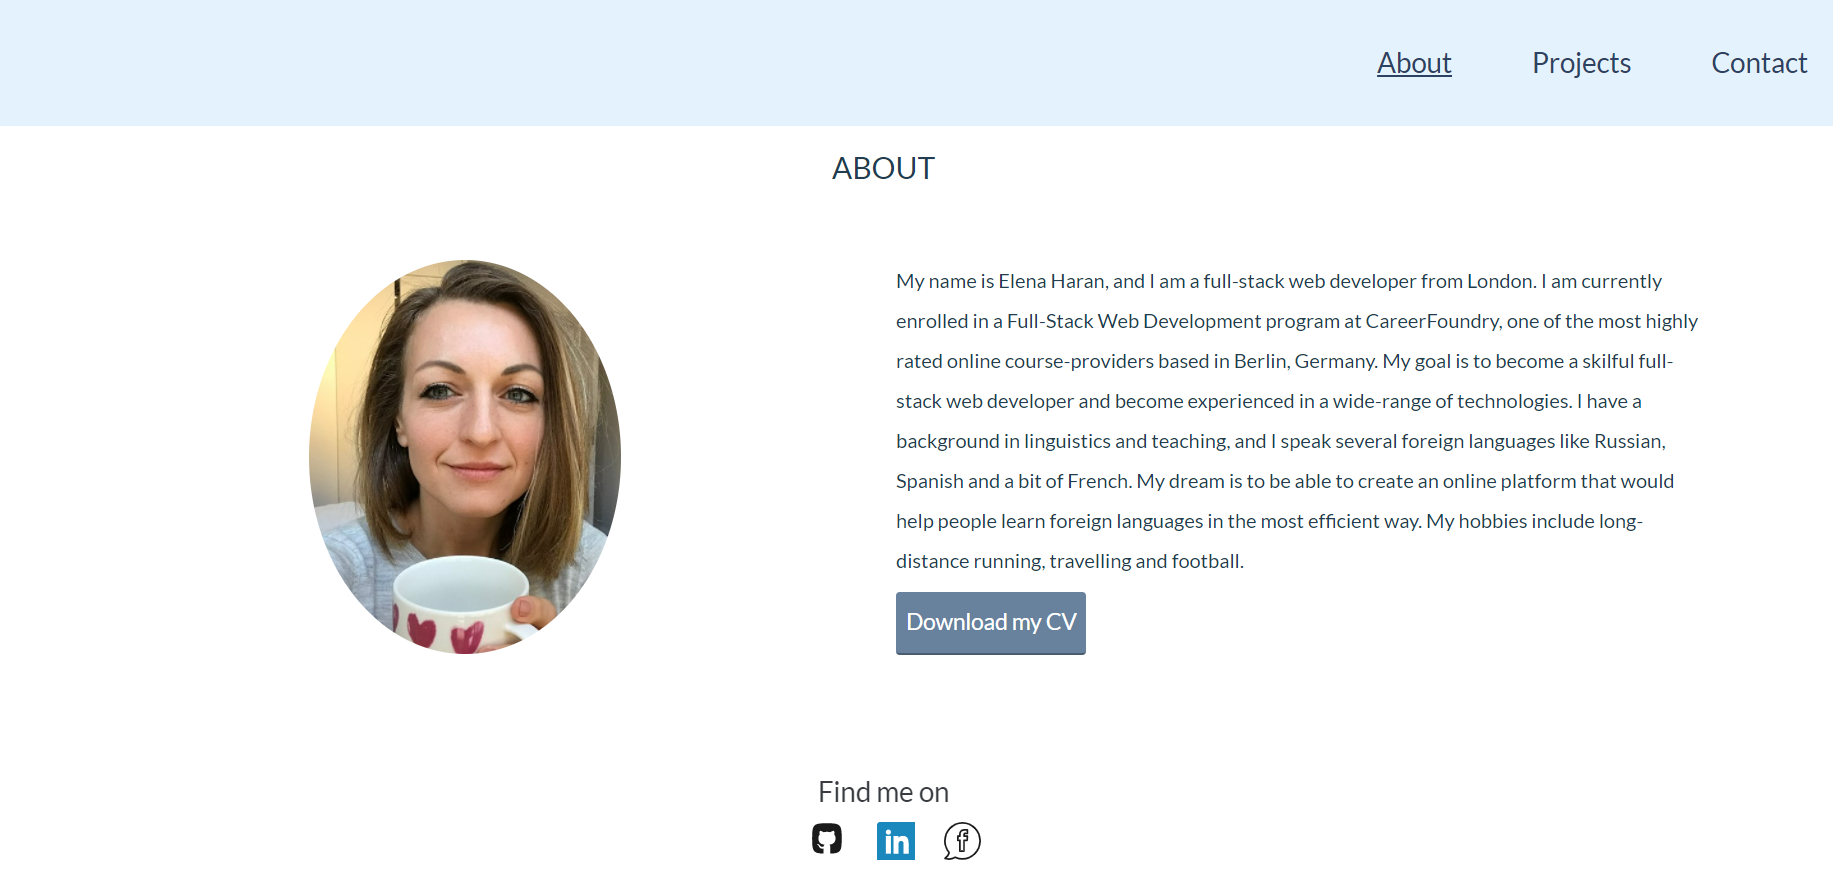 About Projects Contact
ABOUT
My name is Elena Haran, and I am a full-stack web developer from London. I am currently
enrolled in a Full-Stack Web Development program at CareerFoundry, one of the most highly
rated online course-providers based in Berlin, Germany. My goal is to become a skilful full-
stack web developer and become experienced in a wide-range of technologies. I have a
background in linguistics and teaching, and I speak several foreign languages like Russian,
Spanish and a bit of French. My dream is to be able to create an online platform that would
help people learn foreign languages in the most efficient way. My hobbies include long-
distance running, travelling and football.
Download my CV
Find me on
in f